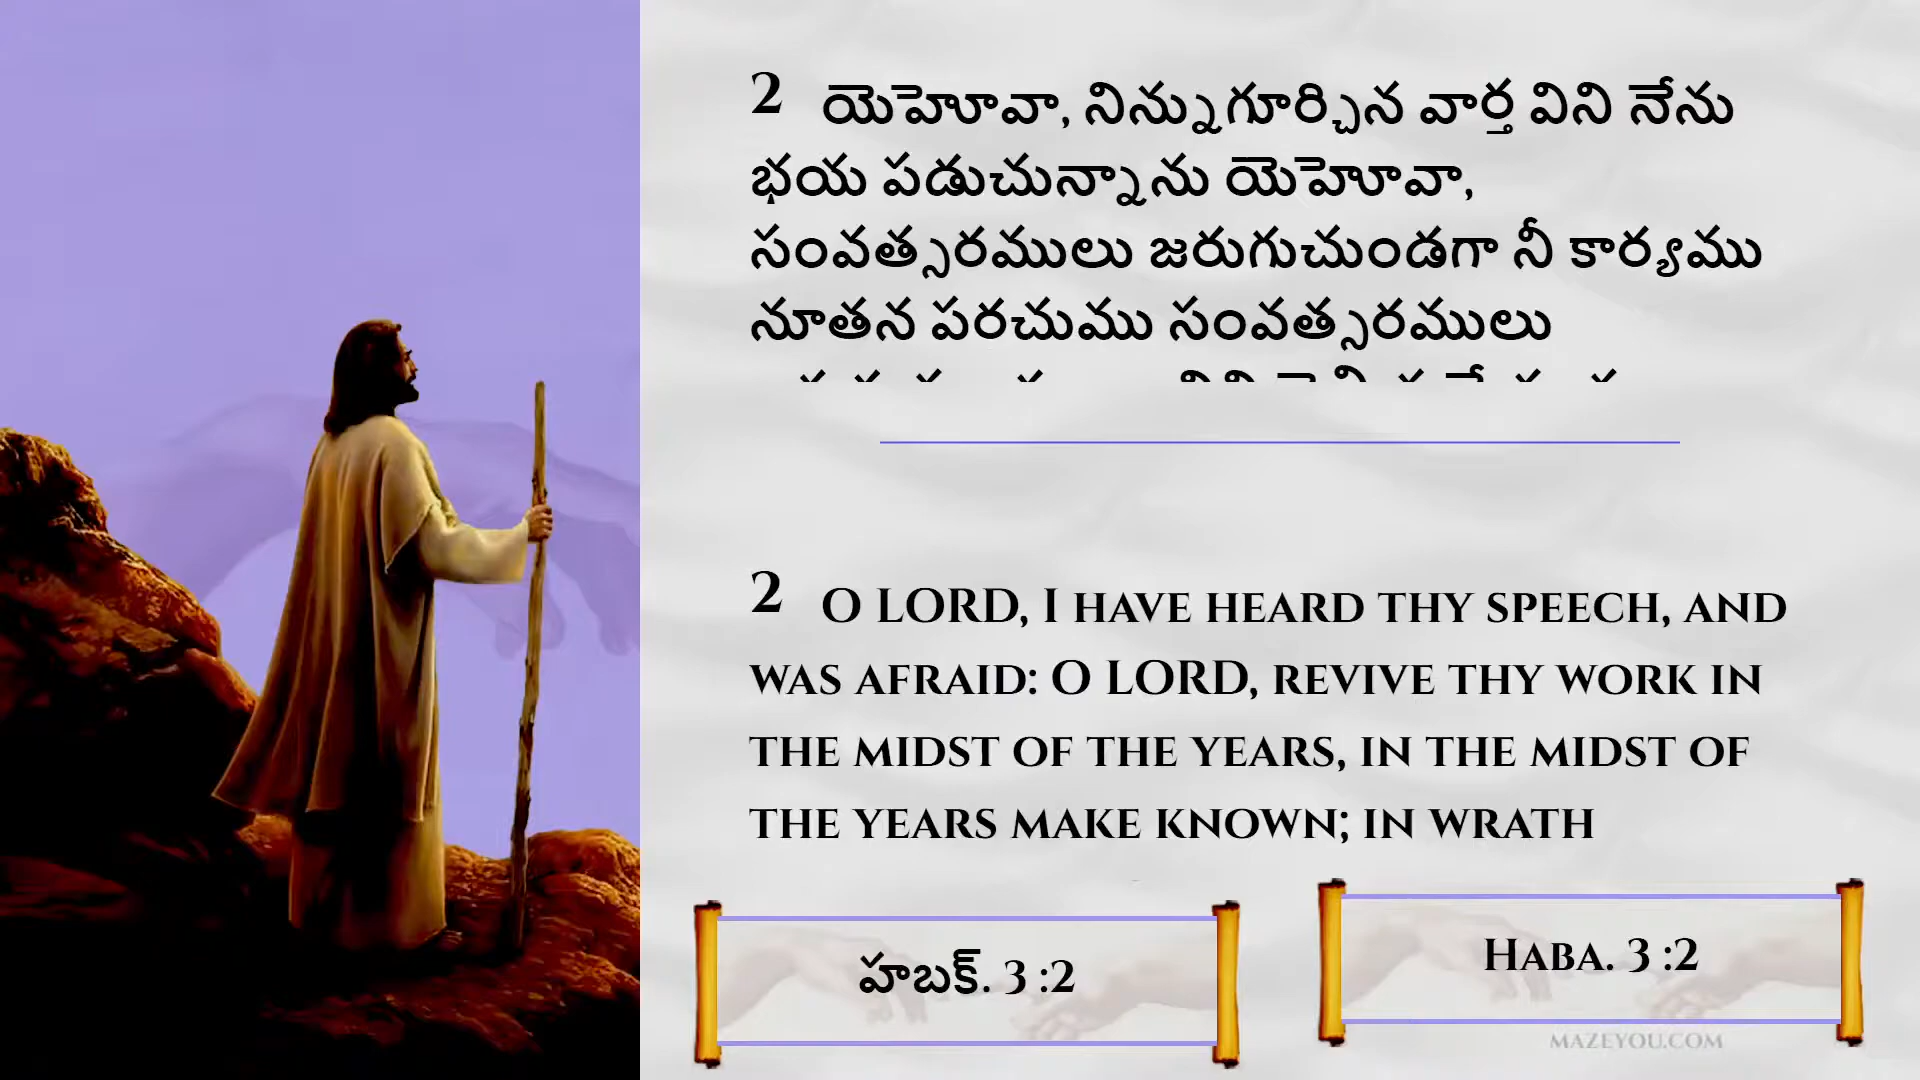 2 యెహెూవా, నిన్నుగూర్చిన వార్త విని నేను
భయ పడుచున్నాను యెహెూవా,
సంవత్సరములు జరుగుచుండగా నీ కార్యము
నూతన పరచుము సంవత్సరములు
2 O LORD, I have heard thy speech, and
was afraid: O LORD, revive thy work in
the midst of the years, in the midst of
the years make known; in wrath
హబక్. 3 :2
Haba. 3 :2
MAZEYOU.COM